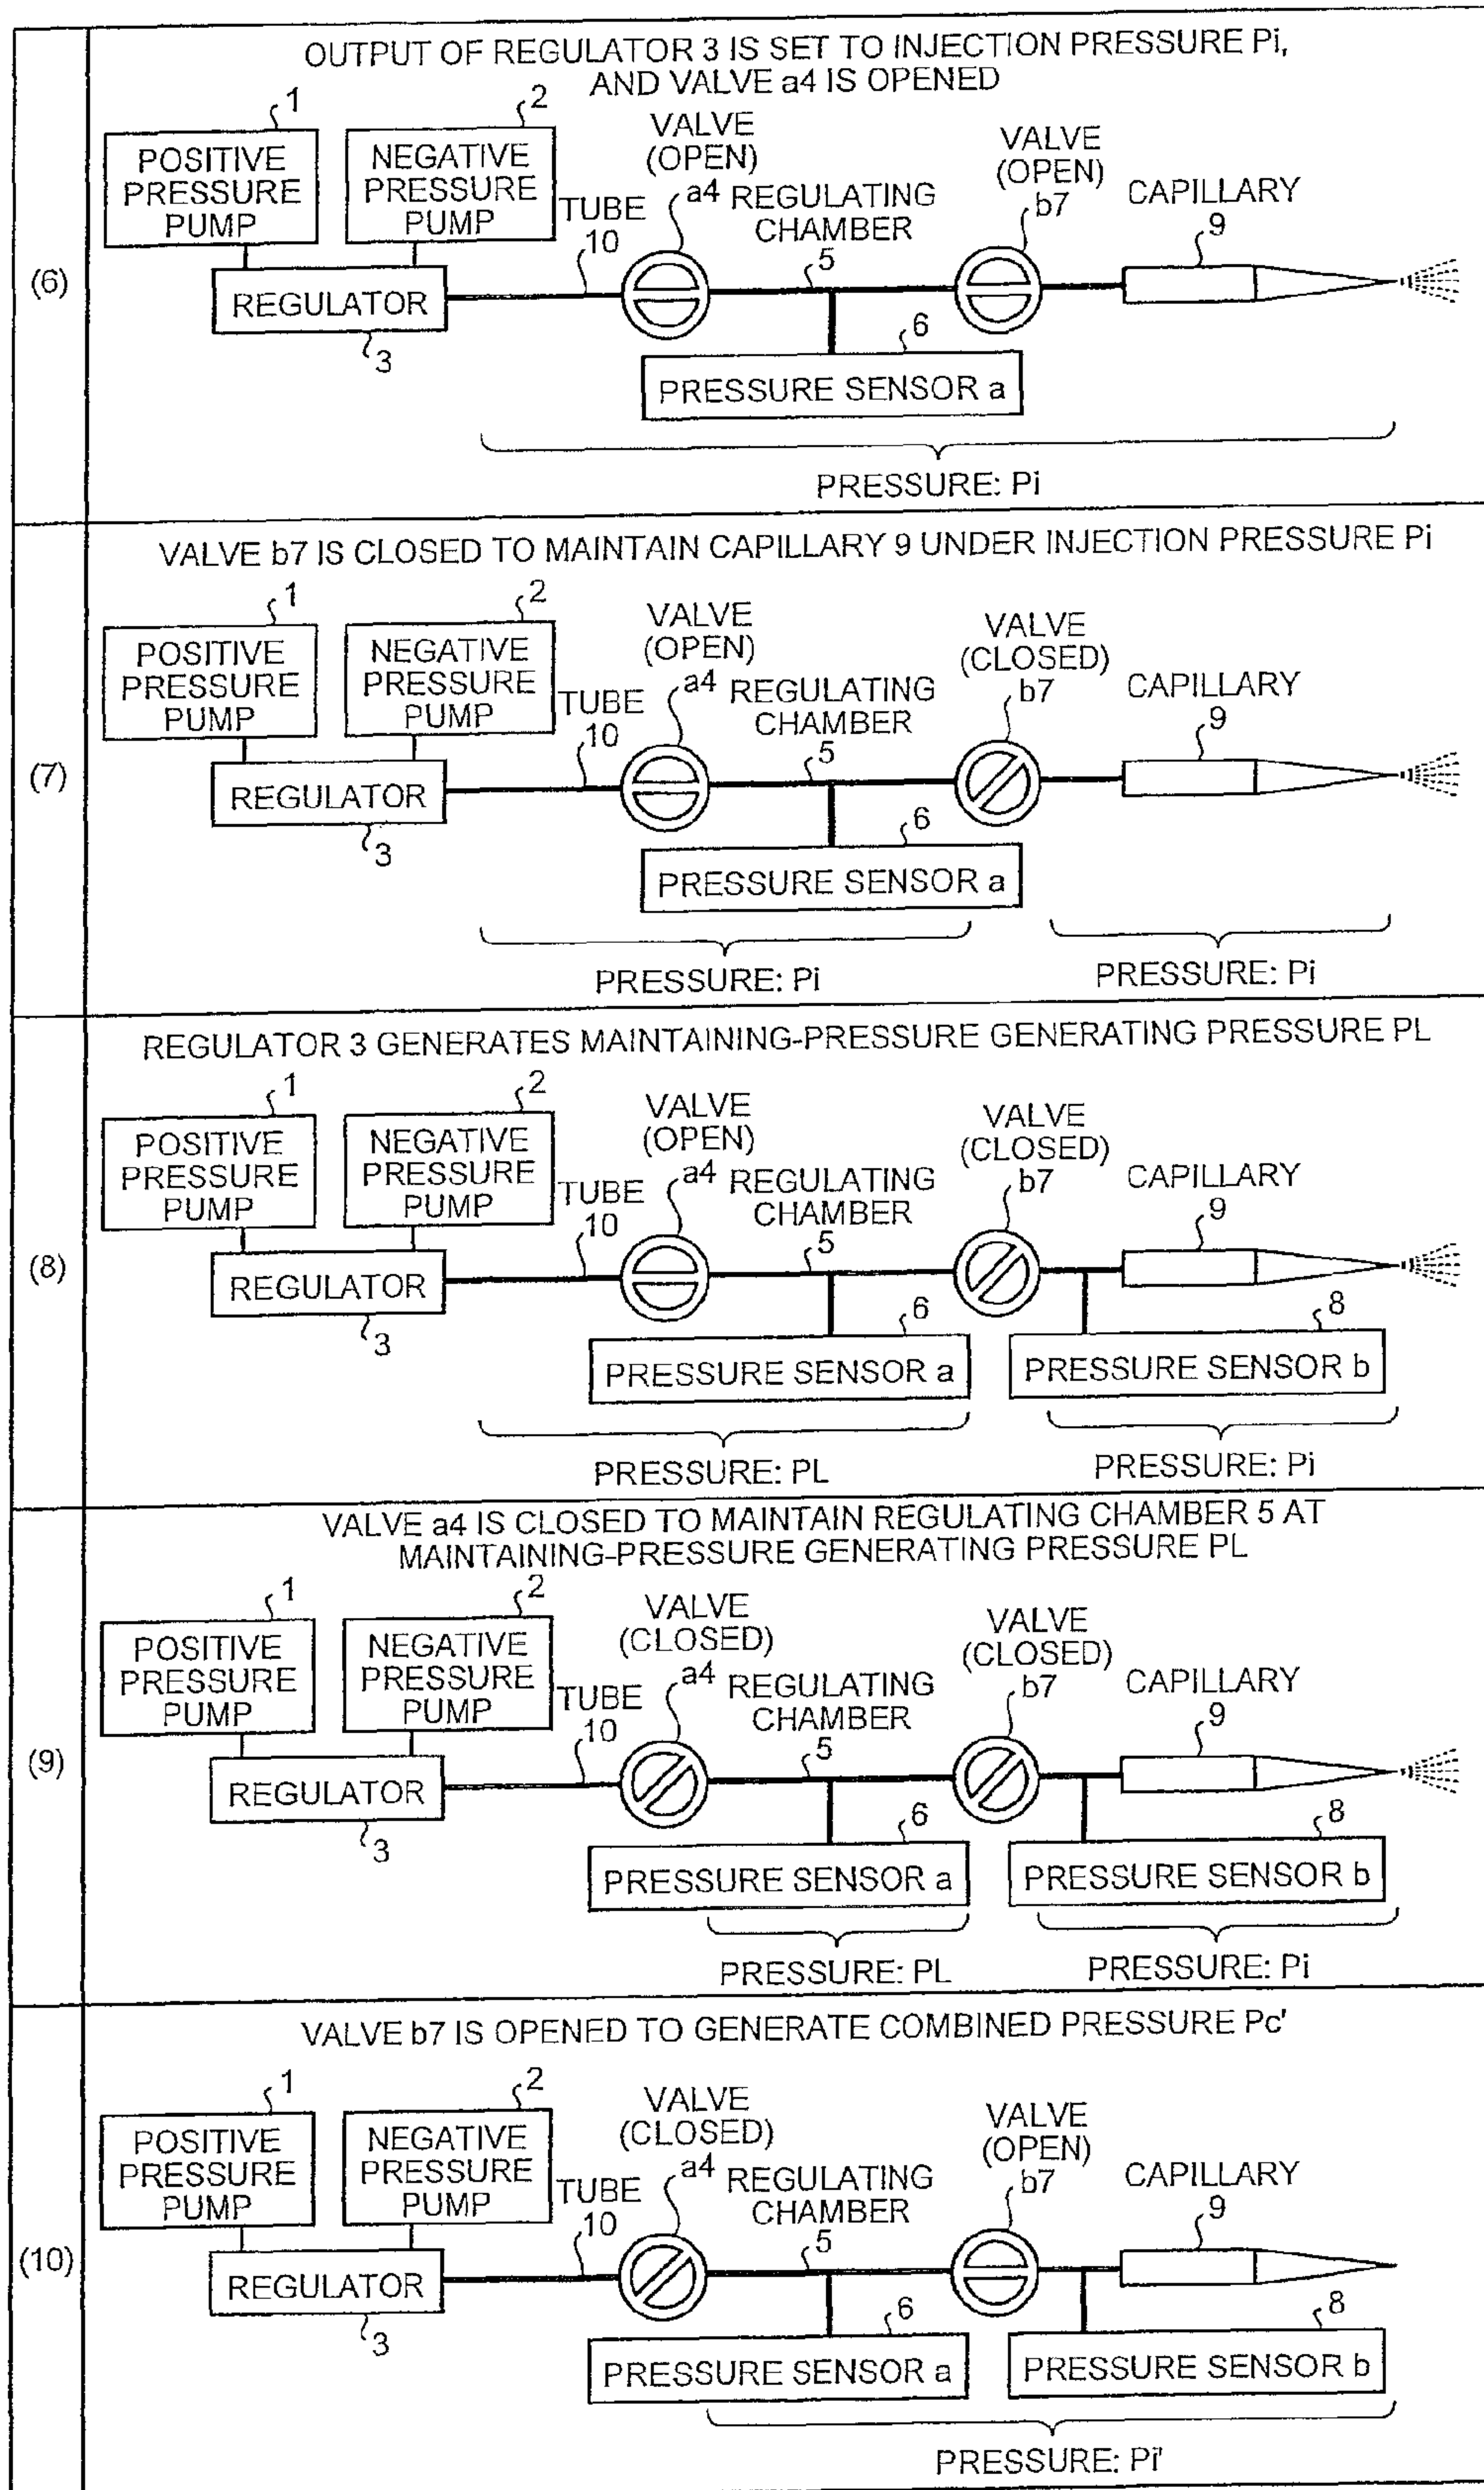 (6)
OUTPUT OF REGULATOR 3 IS SET TO INJECTION PRESSURE Pi,
AND VALVE a4 IS OPENED
1
POSITIVE
PRESSURE
PUMP
2
NEGATIVE
PRESSURE
PUMP
REGULATOR
3
TUBE
10
VALVE
(OPEN)
a4
REGULATING
CHAMBER
5
VALVE
(OPEN)
b7
CAPILLARY
9
6
PRESSURE SENSOR a
PRESSURE: Pi
(7)
VALVE b7 IS CLOSED TO MAINTAIN CAPILLARY 9 UNDER INJECTION PRESSURE Pi
1
POSITIVE
PRESSURE
PUMP
2
NEGATIVE
PRESSURE
PUMP
REGULATOR
3
TUBE
10
VALVE
(OPEN)
a4
REGULATING
CHAMBER
5
VALVE
(CLOSED)
b7
CAPILLARY
9
6
PRESSURE SENSOR a
PRESSURE: Pi
PRESSURE: Pi
(8)
REGULATOR 3 GENERATES MAINTAINING-PRESSURE GENERATING PRESSURE PL
1
POSITIVE
PRESSURE
PUMP
2
NEGATIVE
PRESSURE
PUMP
REGULATOR
3
TUBE
10
VALVE
(OPEN)
a4
REGULATING
CHAMBER
5
VALVE
(CLOSED)
b7
CAPILLARY
9
6
PRESSURE SENSOR a
8
PRESSURE SENSOR b
PRESSURE: PL
PRESSURE: Pi
(9)
VALVE a4 IS CLOSED TO MAINTAIN REGULATING CHAMBER 5 AT
MAINTAINING-PRESSURE GENERATING PRESSURE PL
1
POSITIVE
PRESSURE
PUMP
2
NEGATIVE
PRESSURE
PUMP
REGULATOR
3
TUBE
10
VALVE
(CLOSED)
a4
REGULATING
CHAMBER
5
VALVE
(CLOSED)
b7
CAPILLARY
9
6
PRESSURE SENSOR a
8
PRESSURE SENSOR b
PRESSURE: PL
PRESSURE: Pi
(10)
VALVE b7 IS OPENED TO GENERATE COMBINED PRESSURE Pc'
1
POSITIVE
PRESSURE
PUMP
2
NEGATIVE
PRESSURE
PUMP
REGULATOR
3
TUBE
10
VALVE
(CLOSED)
a4
REGULATING
CHAMBER
5
VALVE
(OPEN)
b7
CAPILLARY
9
6
PRESSURE SENSOR a
8
PRESSURE SENSOR b
PRESSURE: Pi'